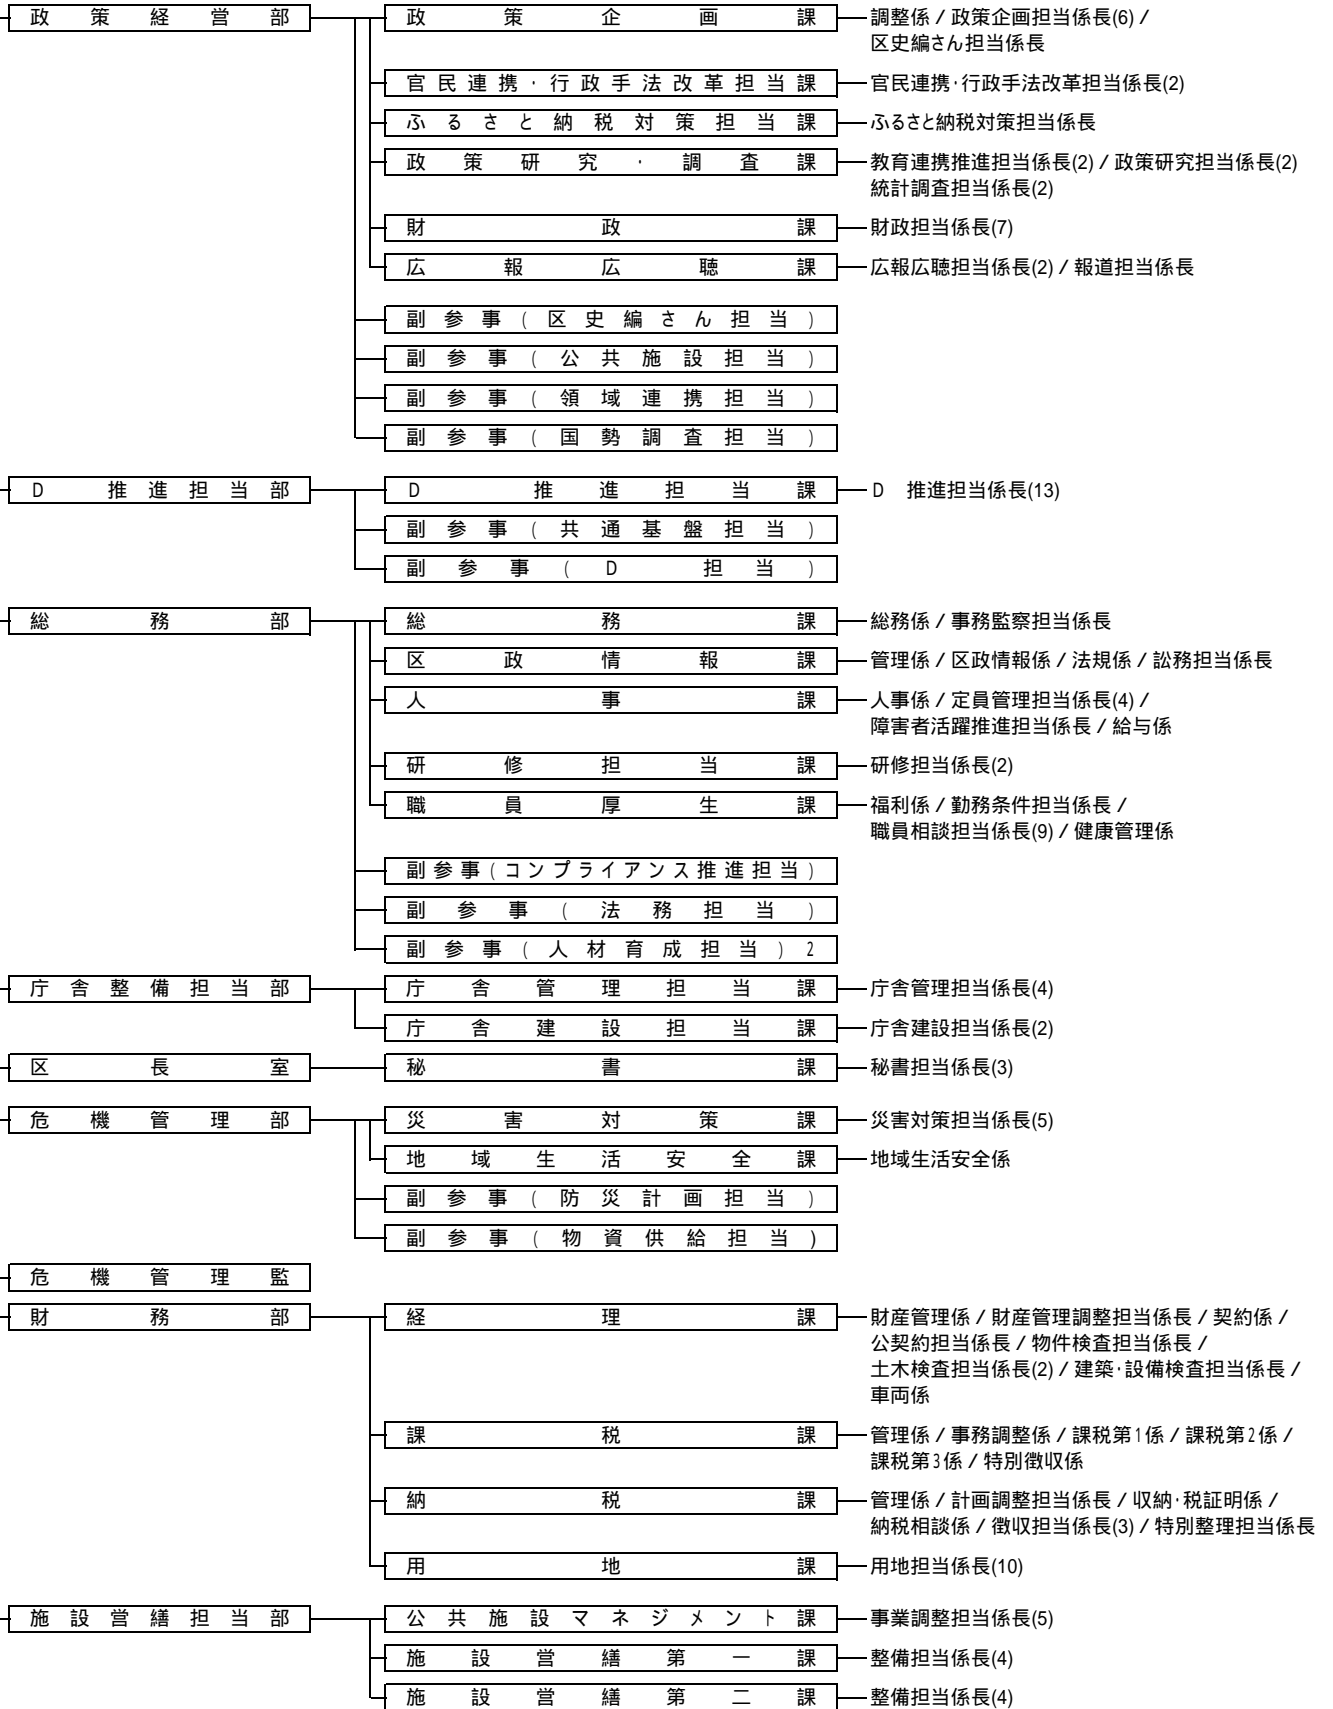 政策経営部
政策企画課
調整係 / 政策企画担当係長(6) /
区史編さん担当係長
官民連携・行政手法改革担当課
官民連携・行政手法改革担当係長(2)
ふるさと納税対策担当課
ふるさと納税対策担当係長
政策研究・調査課
教育連携推進担当係長(2) / 政策研究担当係長(2)
統計調査担当係長(2)
財政課
財政担当係長(7)
広報広聴課
広報広聴担当係長(2) / 報道担当係長
副参事(区史編さん担当)
副参事(公共施設担当)
副参事(領域連携担当)
副参事(国勢調査担当)
D 推進担当部
D 推進担当課
D 推進担当係長(13)
副参事(共通基盤担当)
副参事(D 担当)
総務部
総務課
総務係 / 事務監察担当係長
区政情報課
管理係 / 区政情報係 / 法規係 / 訟務担当係長
人事課
人事係 / 定員管理担当係長(4) /
障害者活躍推進担当係長 / 給与係
研修担当課
研修担当係長(2)
職員厚生課
福利係 / 勤務条件担当係長 /
職員相談担当係長(9) / 健康管理係
副参事(コンプライアンス推進担当)
副参事(法務担当)
副参事(人材育成担当)2
庁舎整備担当部
庁舎管理担当課
庁舎管理担当係長(4)
庁舎建設担当課
庁舎建設担当係長(2)
区長室
秘書課
秘書担当係長(3)
危機管理部
災害対策課
災害対策担当係長(5)
地域生活安全課
地域生活安全係
副参事(防災計画担当)
副参事(物資供給担当)
危機管理監
財務部
経理課
財産管理係 / 財産管理調整担当係長 / 契約係 /
公契約担当係長 / 物件検査担当係長 /
土木検査担当係長(2) / 建築・設備検査担当係長 /
車両係
課税課
管理係 / 事務調整係 / 課税第1係 / 課税第2係 /
課税第3係 / 特別徴収係
納税課
管理係 / 計画調整担当係長 / 収納・税証明係 /
納税相談係 / 徴収担当係長(3) / 特別整理担当係長
用地課
用地担当係長(10)
施設営繕担当部
公共施設マネジメント課
事業調整担当係長(5)
施設営繕第一課
整備担当係長(4)
施設営繕第二課
整備担当係長(4)